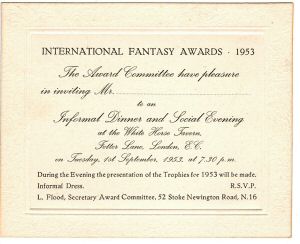 INTERNATIONAL FANTASY AWARDS · 1953
The Award Committee have pleasure
in inviting Mr.
to an
Informal Dinner and Social Evening
at the White Horse Tavern,
Fetter Lane, London, E.C.
on Tuesday, 1st September, 1953, at 7.30 p.m.
During the Evening the presentation of the Trophies for 1953 will be made.
Informal Dress. R.S.V.P.
L. Flood, Secretary Award Committee, 52 Stoke Newington Road, N.16